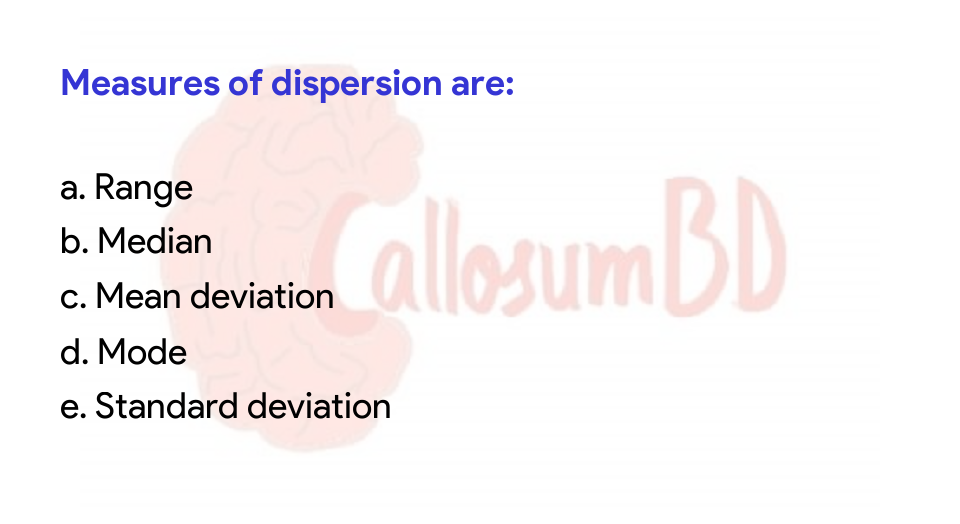 Measures of dispersion are:
a. Range
b. Median
c. Mean deviation
d. Mode
e. Standard deviation
CallosumBD